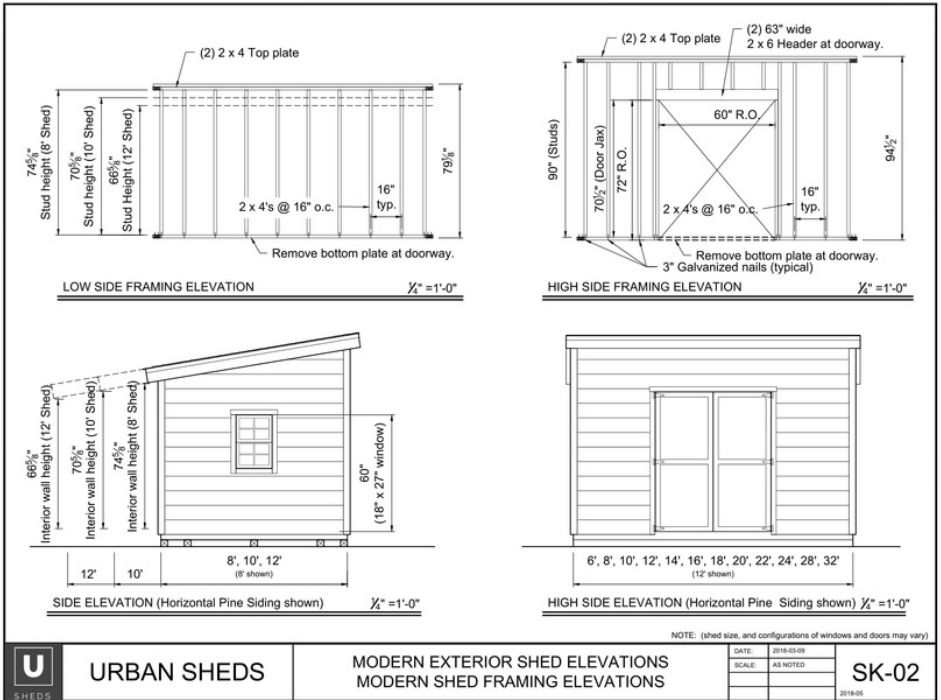 (2) 2 x 4 Top plate
74⅝"
Stud height (8' Shed)
70⅝"
Stud height (10' Shed)
66⅝"
Stud Height (12' Shed)
79⅛"
16"
typ.
2 x 4's @ 16" o.c.
Remove bottom plate at doorway.
LOW SIDE FRAMING ELEVATION
¼" =1'-0"
(2) 2 x 4 Top plate
(2) 63" wide
2 x 6 Header at doorway.
60" R.O.
90" (Studs)
70½" (Door Jax)
72" R.O.
94½"
16"
typ.
2 x 4's @ 16" o.c.
Remove bottom plate at doorway.
3" Galvanized nails (typical)
HIGH SIDE FRAMING ELEVATION
¼" =1'-0"
66⅝"
Interior wall height (12' Shed)
70⅝"
Interior wall height (10' Shed)
74⅝"
Interior wall height (8' Shed)
60"
(18" x 27" window)
12'
10'
8', 10', 12'
(8' shown)
SIDE ELEVATION (Horizontal Pine Siding shown)
¼" =1'-0"
6', 8', 10', 12', 14', 16', 18', 20', 22', 24', 28', 32'
(12' shown)
HIGH SIDE ELEVATION (Horizontal Pine Siding shown) ¼" =1'-0"
NOTE: (shed size, and configurations of windows and doors may vary)
U
SHEDS
URBAN SHEDS
MODERN EXTERIOR SHED ELEVATIONS
MODERN SHED FRAMING ELEVATIONS
DATE: 2018-03-09
SCALE: AS NOTED
SK-02
2018-05